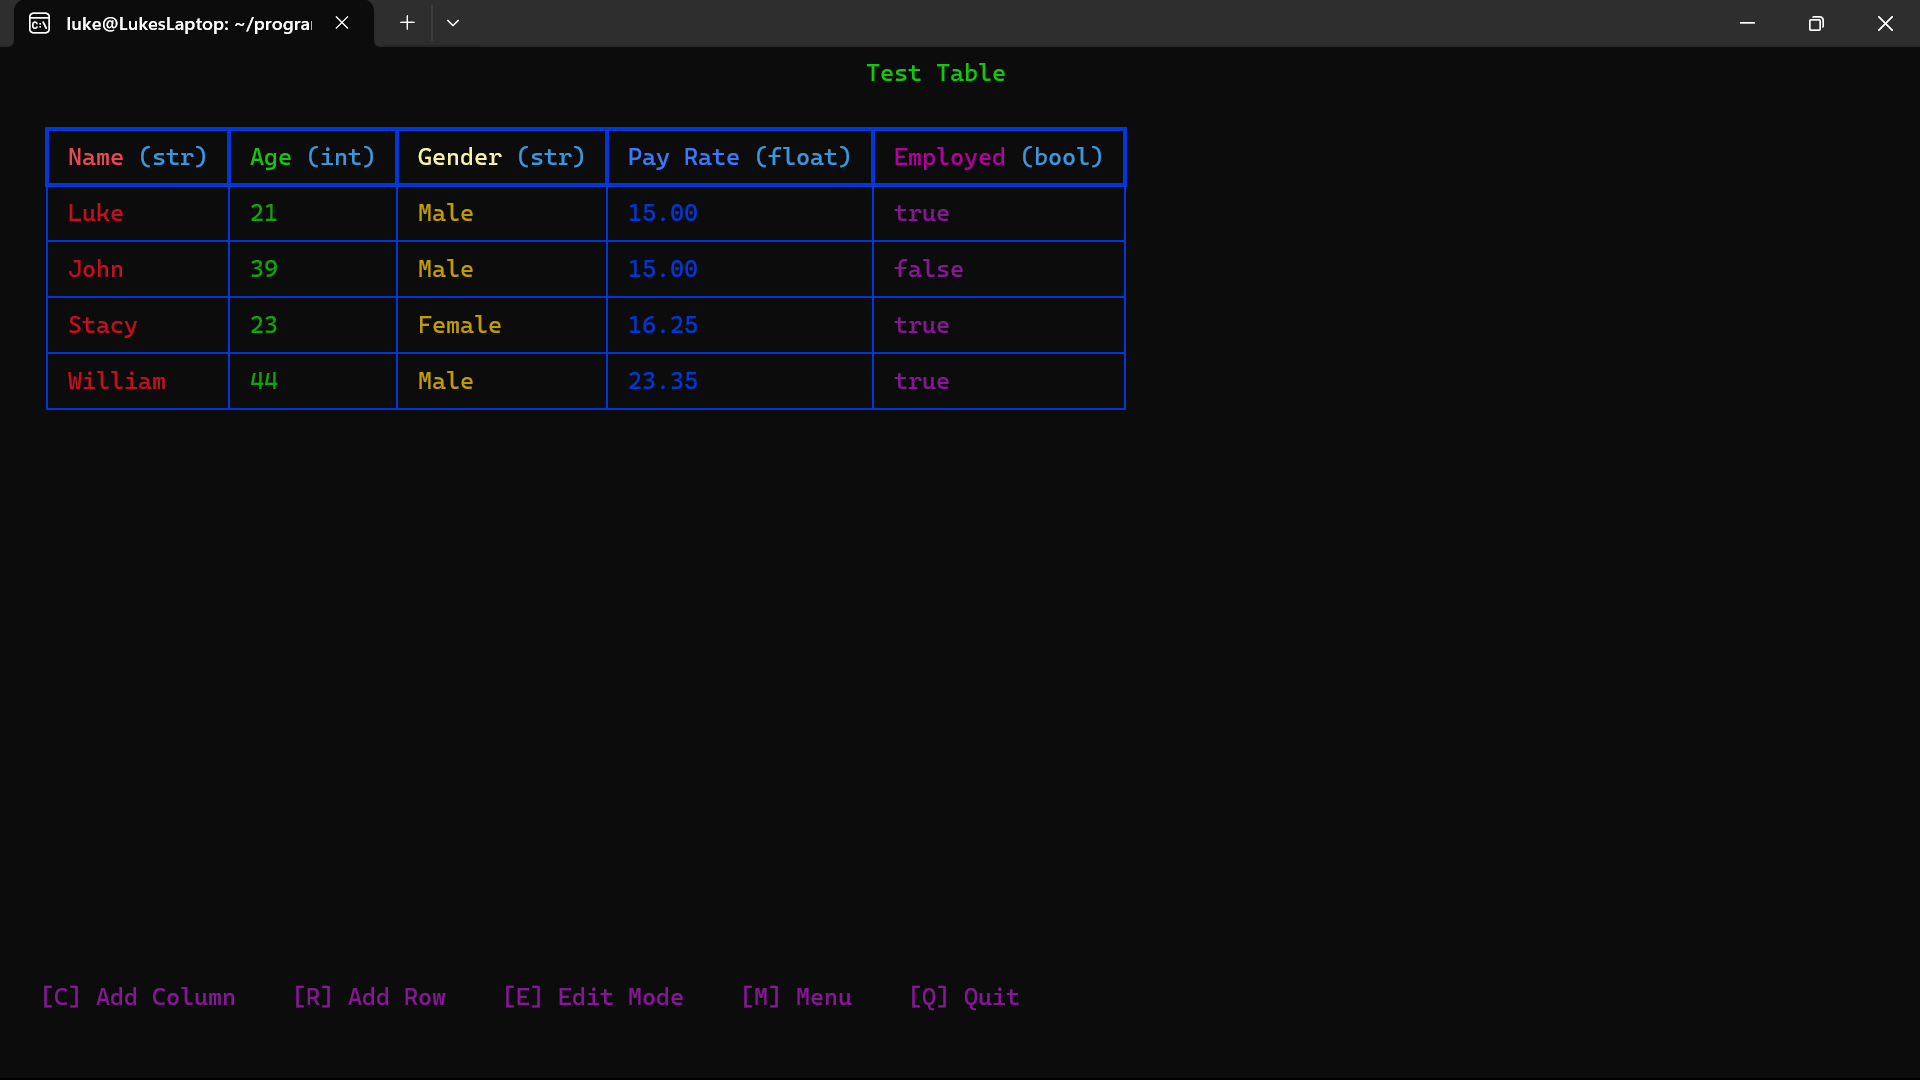 luke@LukesLaptop: ~/progra
Test Table
Name (str) Age (int) Gender (str) Pay Rate (float) Employed (bool)
Luke 21 Male 15.00 true
John 39 Male 15.00 false
Stacy 23 Female 16.25 true
William 44 Male 23.35 true
[C] Add Column [R] Add Row [E] Edit Mode [M] Menu [Q] Quit